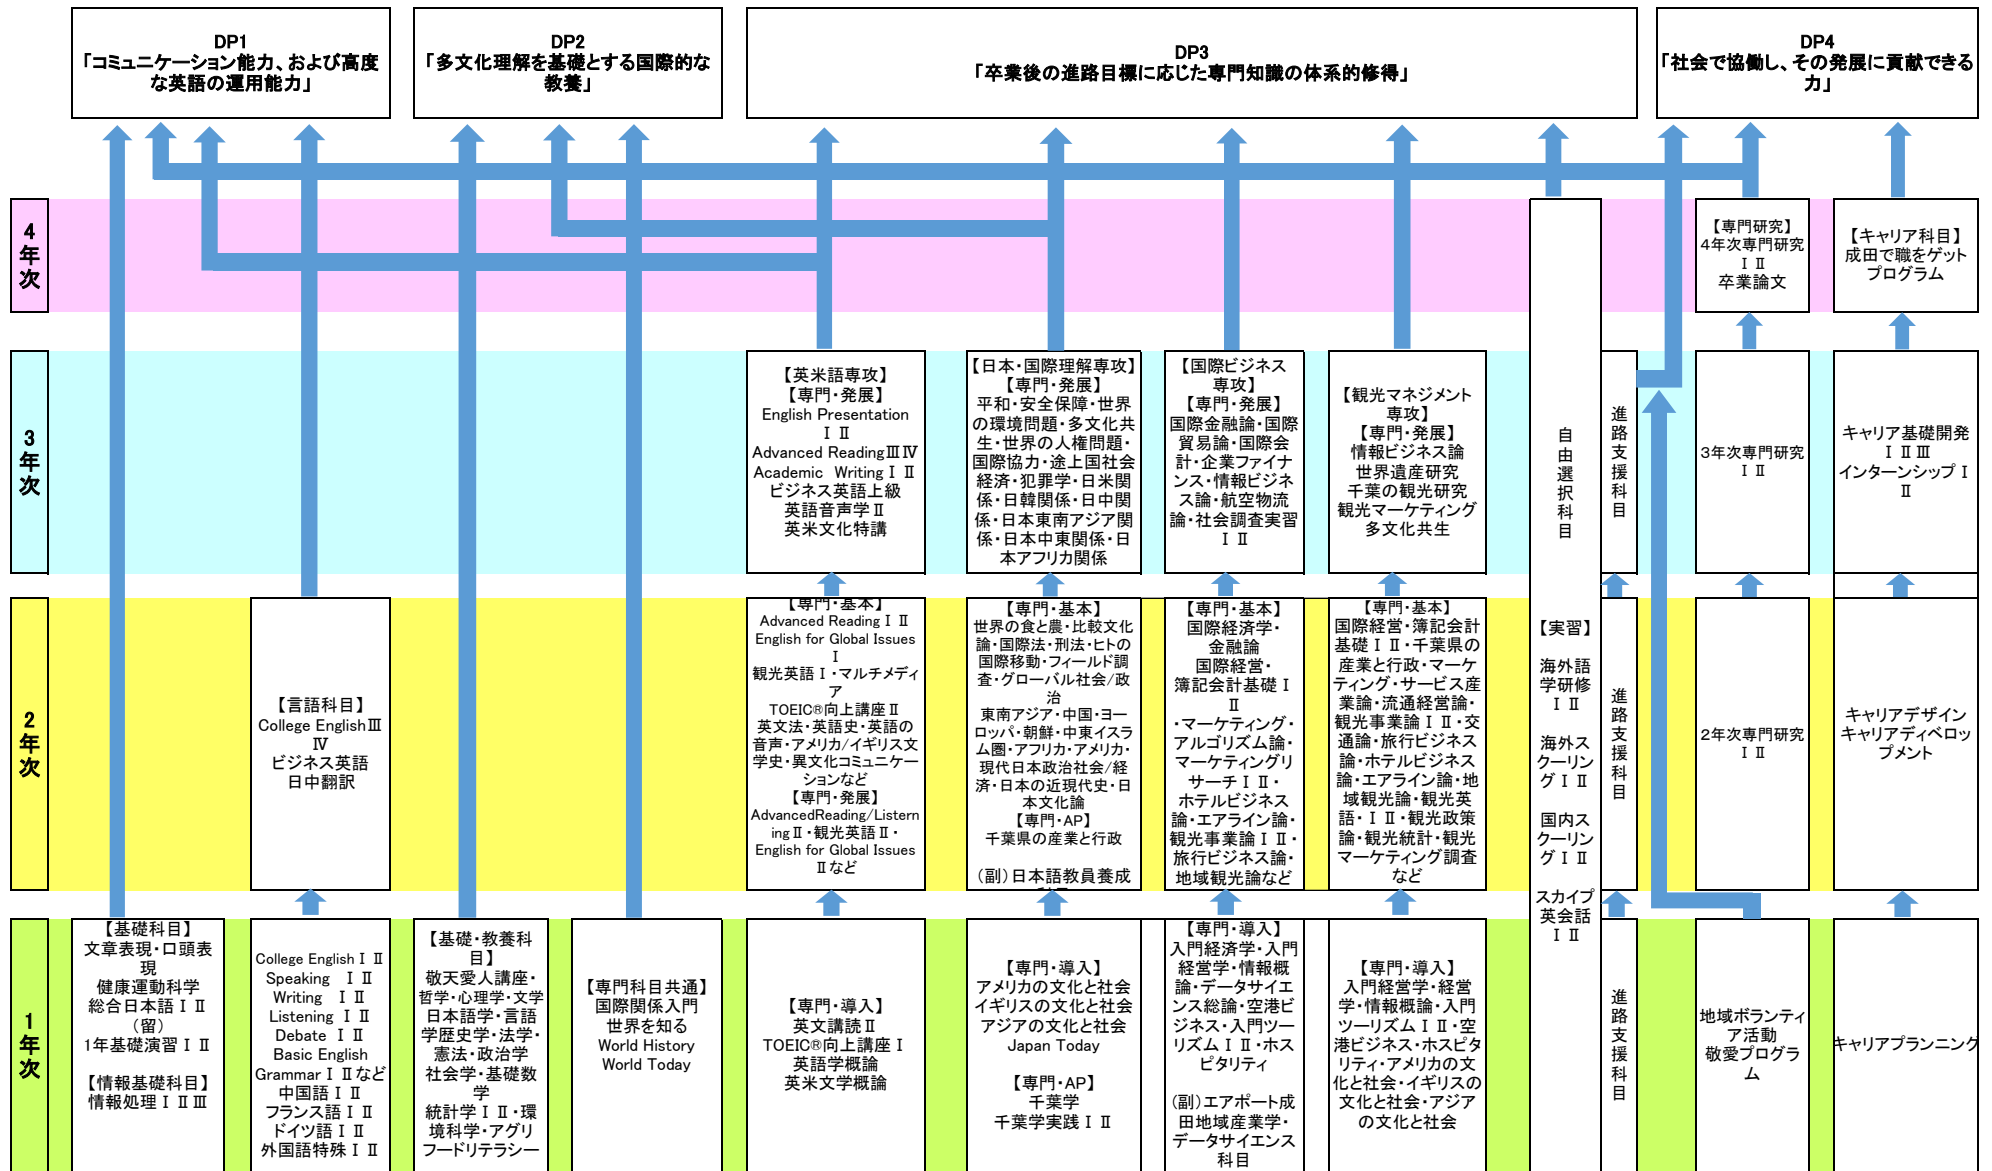 DP1
「コミュニケーション能力、および高度
な英語の運用能力」
DP2
「多文化理解を基礎とする国際的な
教養」
DP3
「卒業後の進路目標に応じた専門知識の体系的修得」
DP4
「社会で協働し、その発展に貢献できる
力」
4
年
次
【専門研究】
4年次専門研究
Ⅰ Ⅱ
卒業論文
【キャリア科目】
成田で職をゲット
プログラム
3
年
次
【英米語専攻】
【専門・発展】
English Presentation
Ⅰ Ⅱ
Advanced ReadingⅢ Ⅳ
Academic WritingⅠ Ⅱ
ビジネス英語上級
英語音声学Ⅱ
英米文化特講
【日本・国際理解専攻】
【専門・発展】
平和・安全保障・世界
の環境問題・多文化共
生・世界の人権問題・
国際協力・途上国社会
経済・犯罪学・日米関
係・日韓関係・日中関
係・日本東南アジア関
係・日本中東関係・日
本アフリカ関係
【国際ビジネス
専攻】
【専門・発展】
国際金融論・国際
貿易論・国際会
計・企業ファイナ
ンス・情報ビジネ
ス論・航空物流
論・社会調査実習
Ⅰ Ⅱ
【観光マネジメント
専攻】
【専門・発展】
情報ビジネス論
世界遺産研究
千葉の観光研究
観光マーケティング
多文化共生
自
由
選
択
科
目
進
路
支
援
科
目
3年次専門研究
Ⅰ Ⅱ
キャリア基礎開発
Ⅰ Ⅱ Ⅲ
インターンシップⅠ
Ⅱ
2
年
次
【言語科目】
College EnglishⅢ
Ⅳ
ビジネス英語
日中翻訳
【専門・基本】
Advanced ReadingⅠ Ⅱ
English for Global Issues
Ⅰ
観光英語Ⅰ・マルチメディ
ア
TOEIC®向上講座Ⅱ
英文法・英語史・英語の
音声・アメリカ/イギリス文
学史・異文化コミュニケー
ションなど
【専門・発展】
AdvancedReading/Listern
ingⅡ・観光英語Ⅱ・
English for Global Issues
Ⅱなど
【専門・基本】
世界の食と農・比較文化
論・国際法・刑法・ヒトの
国際移動・フィールド調
査・グローバル社会/政
治
東南アジア・中国・ヨー
ロッパ・朝鮮・中東イスラ
ム圏・アフリカ・アメリカ・
現代日本政治社会/経
済・日本の近現代史・日
本文化論
【専門・AP】
千葉県の産業と行政
(副)日本語教員養成
【専門・基本】
国際経済学・
金融論
国際経営・
簿記会計基礎Ⅰ
Ⅱ
・マーケティング・
アルゴリズム論・
マーケティングリ
サーチⅠ Ⅱ・
ホテルビジネス
論・エアライン論・
観光事業論Ⅰ Ⅱ・
旅行ビジネス論・
地域観光論など
【専門・基本】
国際経営・簿記会計
基礎Ⅰ Ⅱ・千葉県の
産業と行政・マーケ
ティング・サービス産
業論・流通経営論・
観光事業論Ⅰ Ⅱ・交
通論・旅行ビジネス
論・ホテルビジネス
論・エアライン論・地
域観光論・観光英
語・Ⅰ Ⅱ・観光政策
論・観光統計・観光
マーケティング調査
など
【実習】
海外語
学研修
Ⅰ Ⅱ
海外ス
クーリン
グⅠ Ⅱ
国内ス
クーリン
グⅠ Ⅱ
スカイプ
英会話
Ⅰ Ⅱ
進
路
支
援
科
目
2年次専門研究
Ⅰ Ⅱ
キャリアデザイン
キャリアディベロッ
プメント
1
年
次
【基礎科目】
文章表現・口頭表
現
健康運動科学
総合日本語Ⅰ Ⅱ
(留)
1年基礎演習Ⅰ Ⅱ
【情報基礎科目】
情報処理Ⅰ Ⅱ Ⅲ
College EnglishⅠ Ⅱ
Speaking Ⅰ Ⅱ
Writing Ⅰ Ⅱ
Listening Ⅰ Ⅱ
Debate Ⅰ Ⅱ
Basic English
GrammarⅠ Ⅱなど
中国語Ⅰ Ⅱ
フランス語Ⅰ Ⅱ
ドイツ語Ⅰ Ⅱ
外国語特殊Ⅰ Ⅱ
【基礎・教養科
目】
敬天愛人講座・
哲学・心理学・文学
日本語学・言語
学歴史学・法学・
憲法・政治学
社会学・基礎数
学
統計学Ⅰ Ⅱ・環
境科学・アグリ
フードリテラシー
【専門科目共通】
国際関係入門
世界を知る
World History
World Today
【専門・導入】
英文講読Ⅱ
TOEIC®向上講座Ⅰ
英語学概論
英米文学概論
【専門・導入】
アメリカの文化と社会
イギリスの文化と社会
アジアの文化と社会
Japan Today
【専門・AP】
千葉学
千葉学実践Ⅰ Ⅱ
【専門・導入】
入門経済学・入門
経営学・情報概
論・データサイエ
ンス総論・空港ビ
ジネス・入門ツー
リズムⅠ Ⅱ・ホス
ピタリティ
(副)エアポート成
田地域産業学・
データサイエンス
科目
【専門・導入】
入門経営学・経営
学・情報概論・入門
ツーリズムⅠ Ⅱ・空
港ビジネス・ホスピタ
リティ・アメリカの文
化と社会・イギリスの
文化と社会・アジア
の文化と社会
進
路
支
援
科
目
地域ボランティ
ア活動
敬愛プログラ
ム
キャリアプランニング